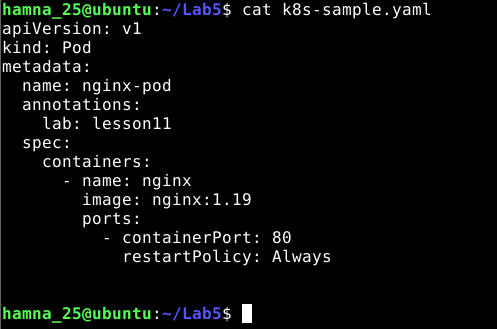 hamna_25@ubuntu:~/Lab5$ cat k8s-sample.yaml
apiVersion: v1
kind: Pod
metadata:
  name: nginx-pod
  annotations:
    lab: lesson11
  spec:
    containers:
      - name: nginx
        image: nginx:1.19
        ports:
          - containerPort: 80
            restartPolicy: Always
hamna_25@ubuntu:~/Lab5$